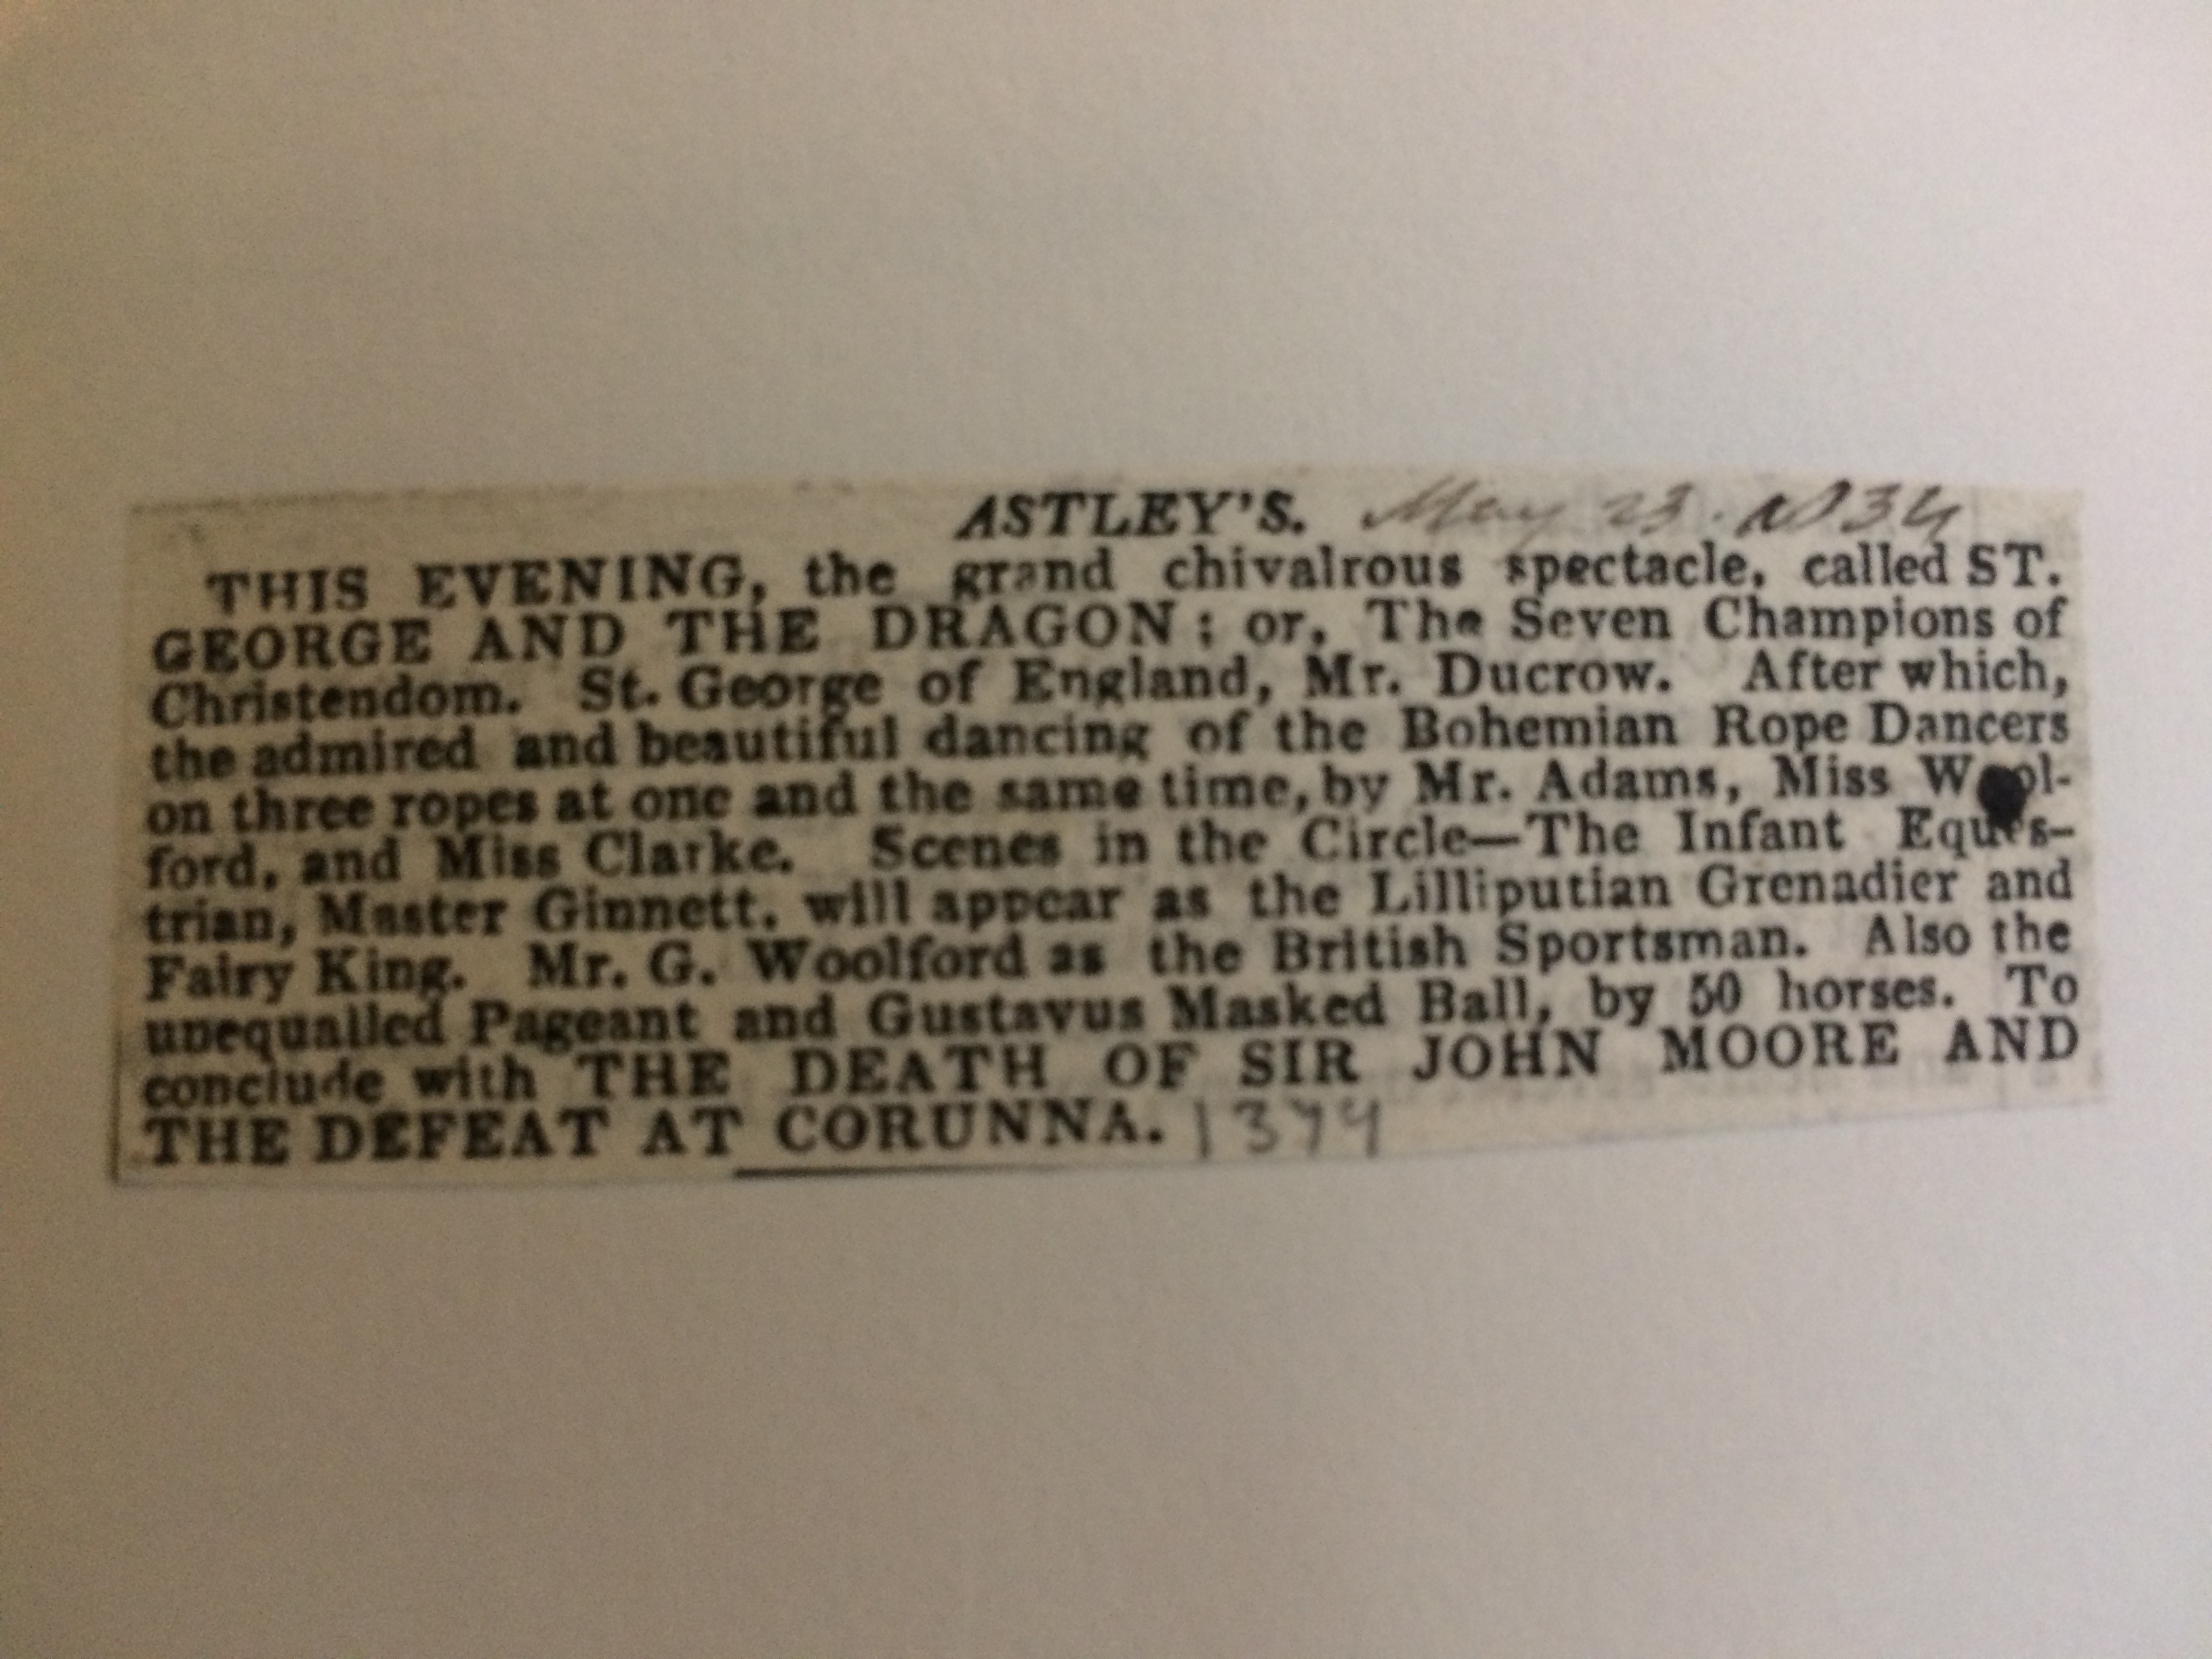 ASTLEY'S. May 23. 1834
THIS EVENING, the grand chivalrous spectacle, called ST.
GEORGE AND THE DRAGON; or, The Seven Champions of
Christendom. St. George of England, Mr. Ducrow. After which,
the admired and beautiful dancing of the Bohemian Rope Dancers
on three ropes at one and the same time, by Mr. Adams, Miss Wool-
ford, and Miss Clarke. Scenes in the Circle—The Infant Eques-
trian, Master Ginnett, will appear as the Lilliputian Grenadier and
Fairy King. Mr. G. Woolford as the British Sportsman. Also the
unequalled Pageant and Gustavus Masked Ball, by 50 horses. To
conclude with THE DEATH OF SIR JOHN MOORE AND
THE DEFEAT AT CORUNNA.